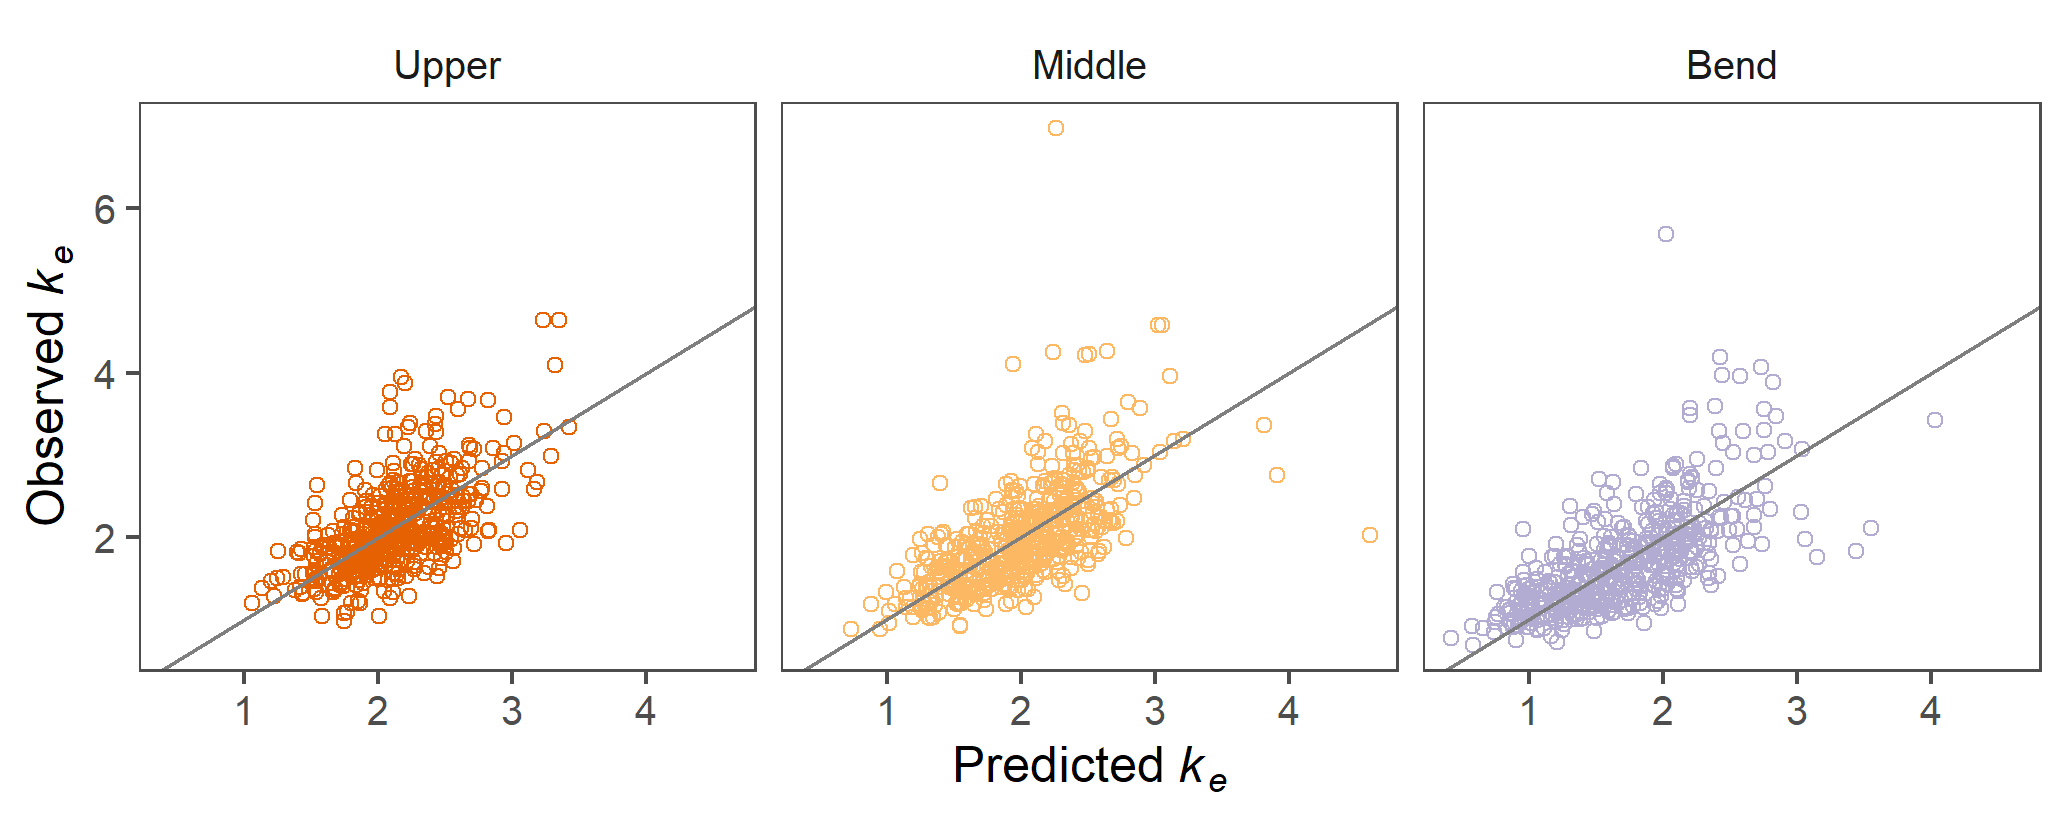 Upper Middle Bend
Observed ke
6
4
2
1 2 3 4 1 2 3 4 1 2 3 4
Predicted ke